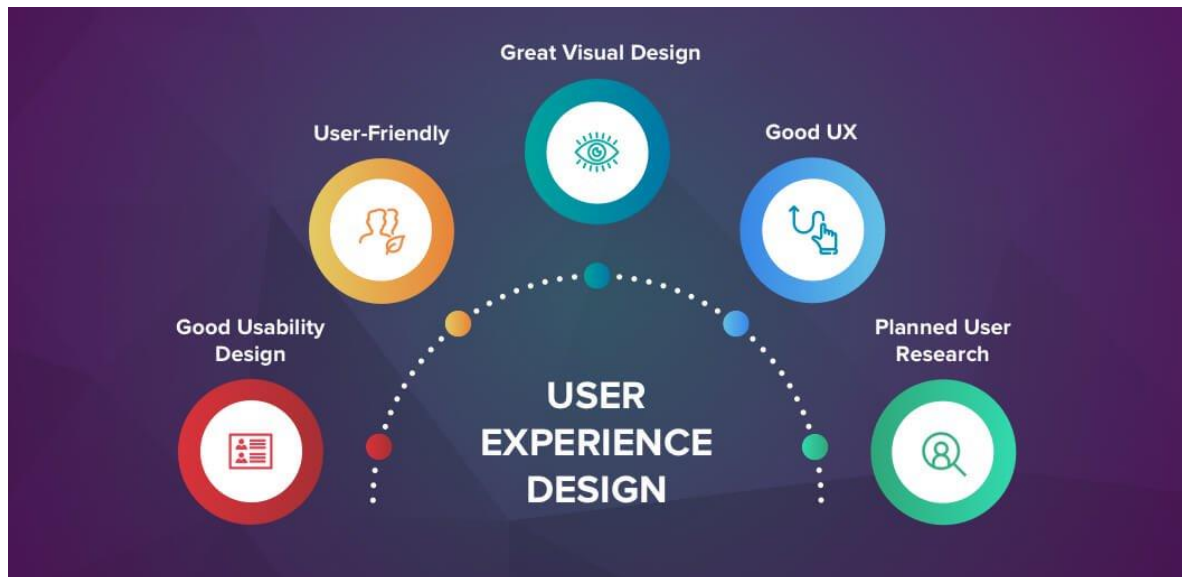 Great Visual Design
User-Friendly
Good UX
Good Usability
Design
Planned User
Research
USER
EXPERIENCE
DESIGN